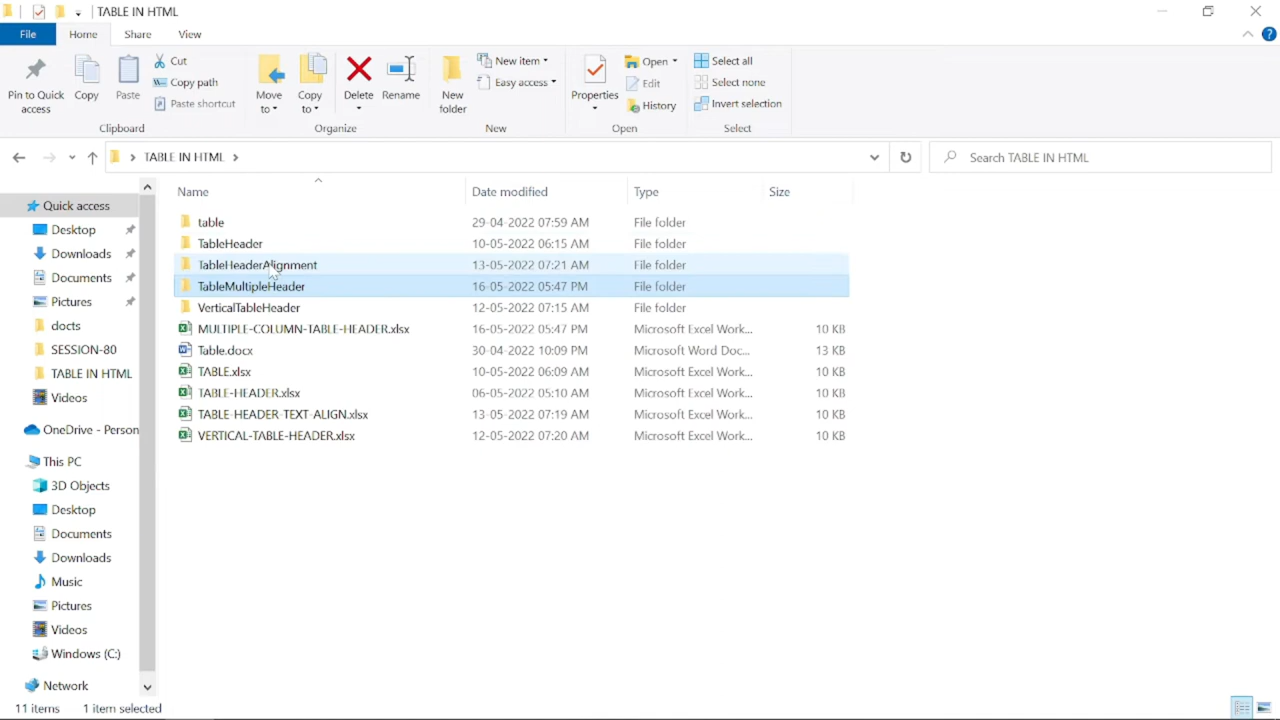 TABLE IN HTML
File Home Share View
Pin to Quick access
Copy
Paste
Cut
Copy path
Paste shortcut
Clipboard
Move to
Copy to
Delete
Rename
Organize
New folder
New item
Easy access
New
Properties
Open
Edit
History
Open
Select all
Select none
Invert selection
Select
TABLE IN HTML
Search TABLE IN HTML
Quick access
Desktop
Downloads
Documents
Pictures
docts
SESSION-80
TABLE IN HTML
Videos
OneDrive - Person
This PC
3D Objects
Desktop
Documents
Downloads
Music
Pictures
Videos
Windows (C:)
Network
Name Date modified Type Size
table 29-04-2022 07:59 AM File folder
TableHeader 10-05-2022 06:15 AM File folder
TableHeaderAlignment 13-05-2022 07:21 AM File folder
TableMultipleHeader 16-05-2022 05:47 PM File folder
VerticalTableHeader 12-05-2022 07:15 AM File folder
MULTIPLE-COLUMN-TABLE-HEADER.xlsx 16-05-2022 05:47 PM Microsoft Excel Work... 10 KB
Table.docx 30-04-2022 10:09 PM Microsoft Word Doc... 13 KB
TABLE.xlsx 10-05-2022 06:09 AM Microsoft Excel Work... 10 KB
TABLE-HEADER.xlsx 06-05-2022 05:10 AM Microsoft Excel Work... 10 KB
TABLE-HEADER-TEXT-ALIGN.xlsx 13-05-2022 07:19 AM Microsoft Excel Work... 10 KB
VERTICAL-TABLE-HEADER.xlsx 12-05-2022 07:20 AM Microsoft Excel Work... 10 KB
11 items 1 item selected